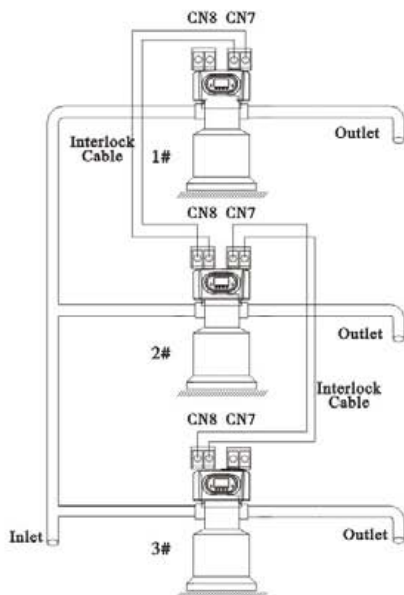 CN8 CN7
Outlet
Interlock
Cable
1#
CN8 CN7
Outlet
2#
Interlock
Cable
CN8 CN7
Inlet
Outlet
3#